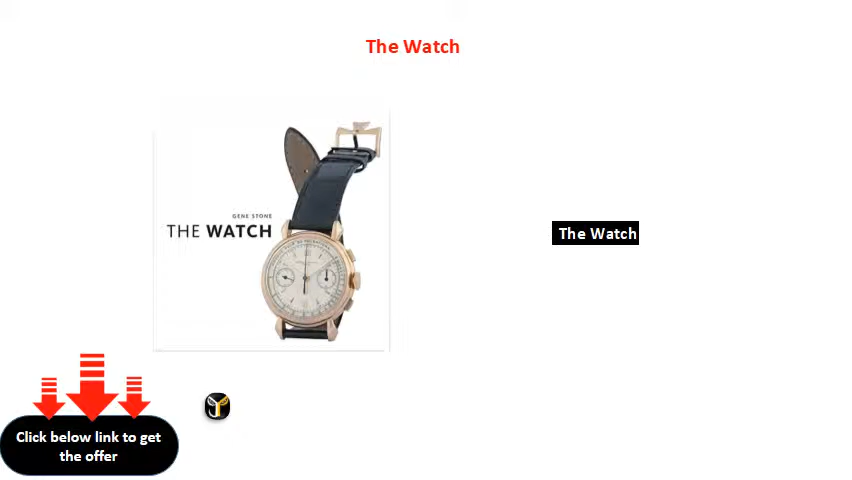 The Watch
GENE STONE
THE WATCH
The Watch
Click below link to get
the offer